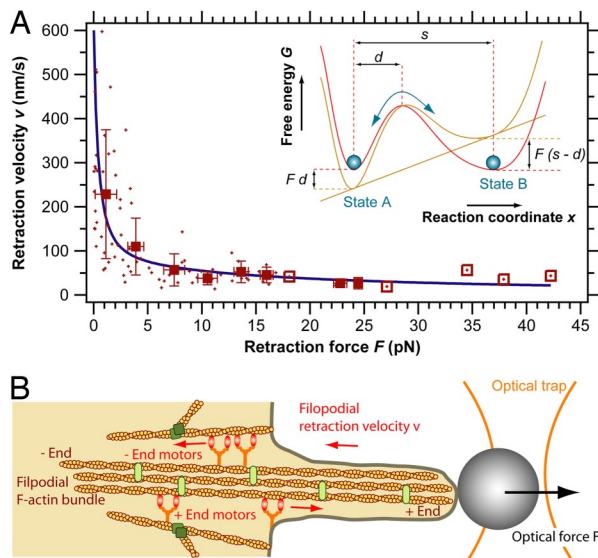 A
Retraction velocity v (nm/s)
600
500
400
300
200
100
0
0
5
10
15
20
25
30
35
40
Retraction force F (pN)
Free energy G
s
d
F d
F (s - d)
State A
State B
Reaction coordinate x
B
Optical trap
Filopodial
retraction velocity v
- End
- End motors
Filpodial
F-actin bundle
+ End motors
+ End
Optical force F